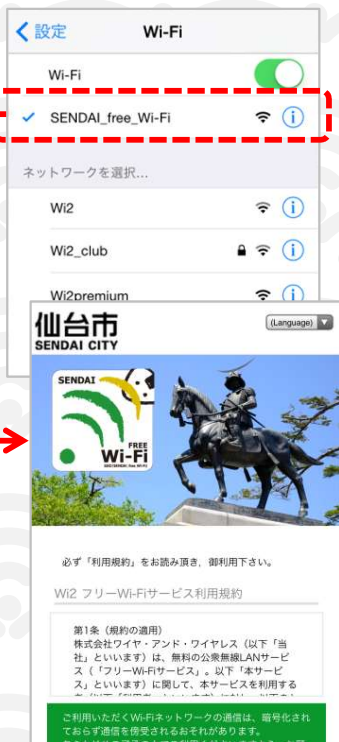 設定 Wi-Fi
Wi-Fi
SENDAI_free_Wi-Fi
ネットワークを選択...
Wi2
Wi2_club
Wi2premium
仙台市
SENDAI CITY
(Language)
SENDAI
FREE
Wi-Fi
必ず「利用規約」をお読み頂き，御利用下さい。
Wi2 フリーWi-Fiサービス利用規約
第1条（規約の適用）
株式会社ワイヤ・アンド・ワイヤレス（以下「当
社」といいます）は、無料の公衆無線LANサービ
ス（「フリーWi-Fiサービス」。以下「本サービ
ス」といいます）に関して、本サービスを利用する
ご利用いただくWi-Fiネットワークの通信は、暗号化され
ておらず通信を傍受されるおそれがあります。